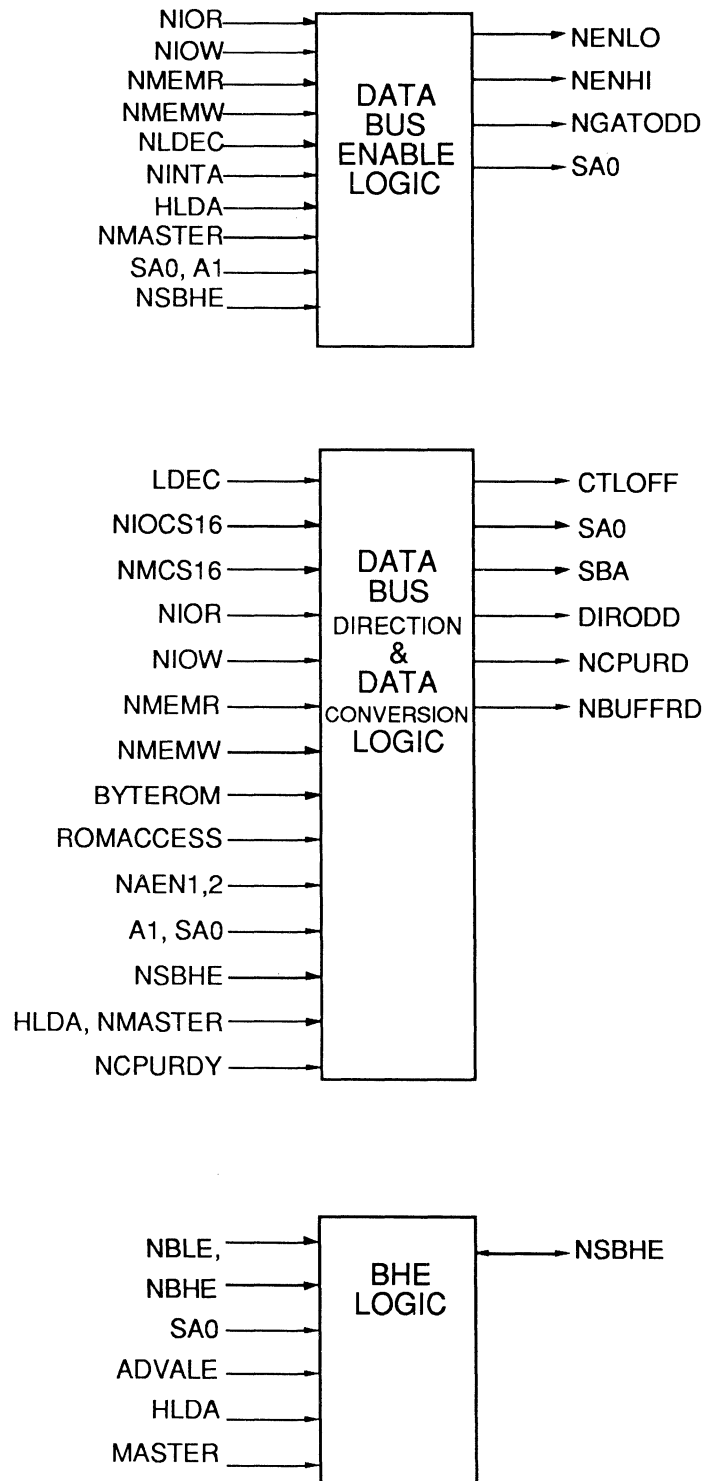 NIOR
NIOW
NMEMR
NMEMW
NLDEC
NINTA
HLDA
NMASTER
SA0, A1
NSBHE
DATA
BUS
ENABLE
LOGIC
NENLO
NENHI
NGATODD
SA0
LDEC
NIOCS16
NMCS16
NIOR
NIOW
NMEMR
NMEMW
BYTEROM
ROMACCESS
NAEN1,2
A1, SA0
NSBHE
HLDA, NMASTER
NCPURDY
DATA
BUS
DIRECTION
&
DATA
CONVERSION
LOGIC
CTLOFF
SA0
SBA
DIRODD
NCPURD
NBUFFRD
NBLE,
NBHE
SA0
ADVALE
HLDA
MASTER
BHE
LOGIC
NSBHE